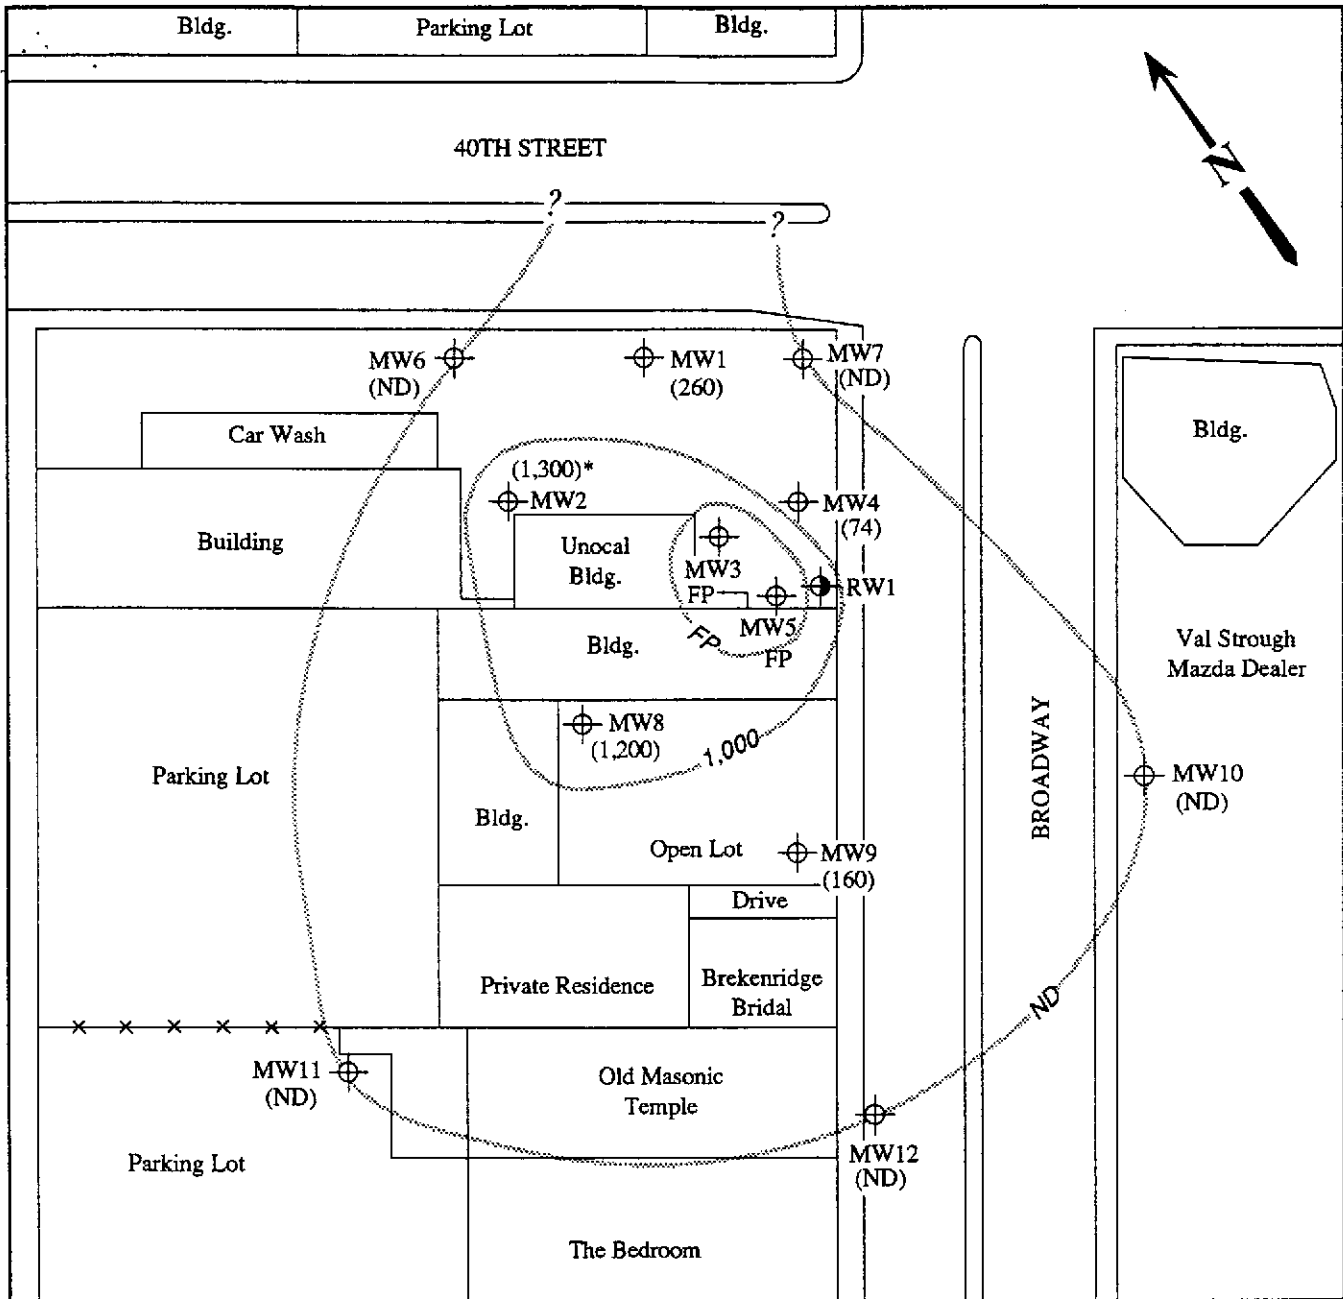 Bldg.
Parking Lot
Bldg.
N
40TH STREET
?
?
MW6
(ND)
MW1
(260)
MW7
(ND)
Car Wash
Bldg.
(1,300)*
MW2
MW4
(74)
Building
Unocal
Bldg.
MW3
FP
RW1
MW5
FP
FP
Bldg.
Val Strough
Mazda Dealer
MW8
(1,200)
1,000
Parking Lot
BROADWAY
MW10
(ND)
Bldg.
Open Lot
MW9
(160)
Drive
Private Residence
Brekenridge
Bridal
ND
MW11
(ND)
Old Masonic
Temple
MW12
(ND)
Parking Lot
The Bedroom